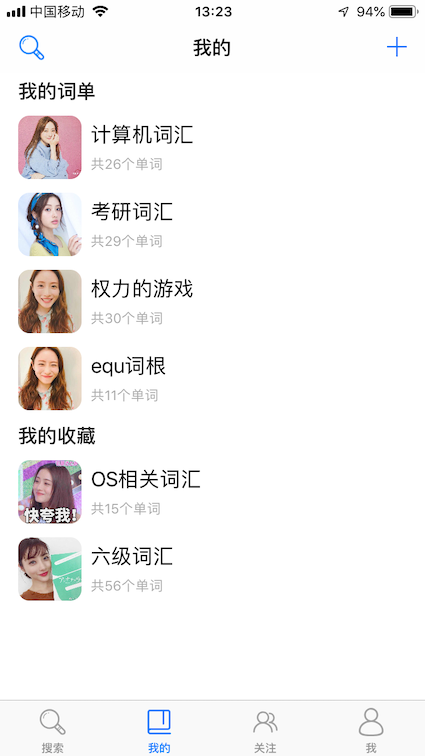 中国移动
13:23
94%
我的
我的词单
计算机词汇
共26个单词
考研词汇
共29个单词
权力的游戏
共30个单词
equ词根
共11个单词
我的收藏
OS相关词汇
共15个单词
快夸我!
六级词汇
共56个单词
搜索
我的
关注
我